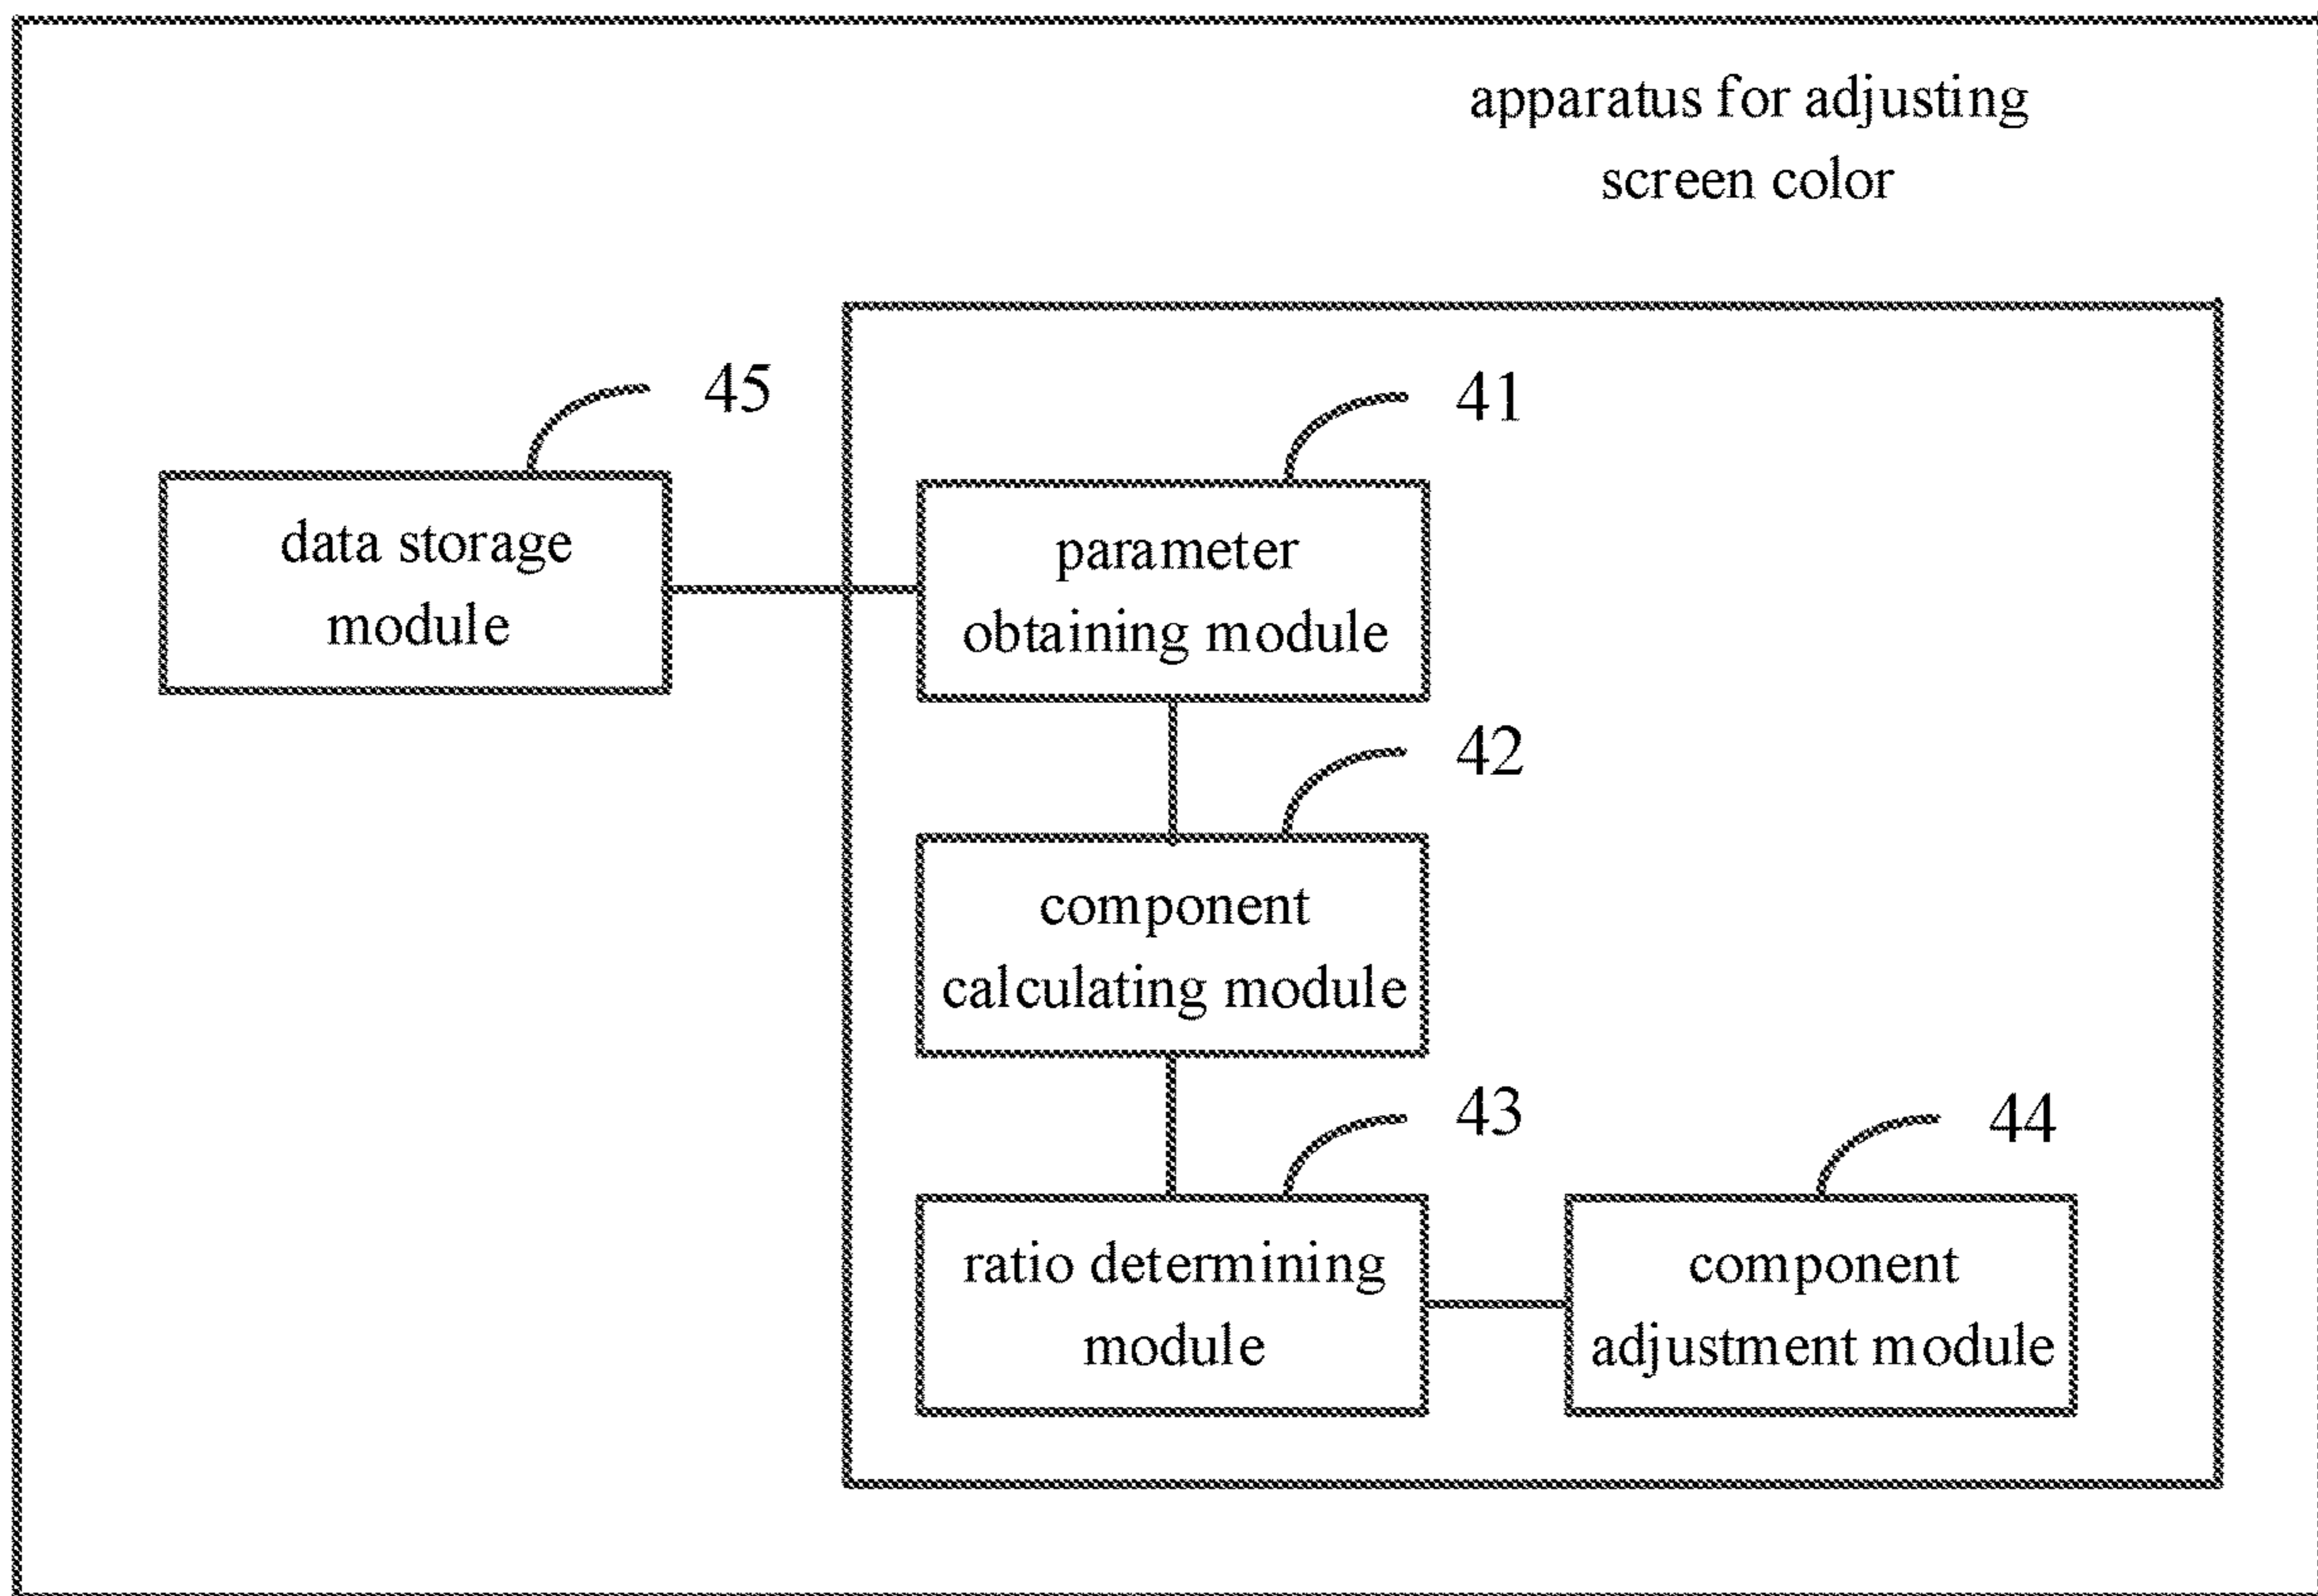 apparatus for adjusting
screen color
45
data storage
module
41
parameter
obtaining module
42
component
calculating module
43
ratio determining
module
44
component
adjustment module